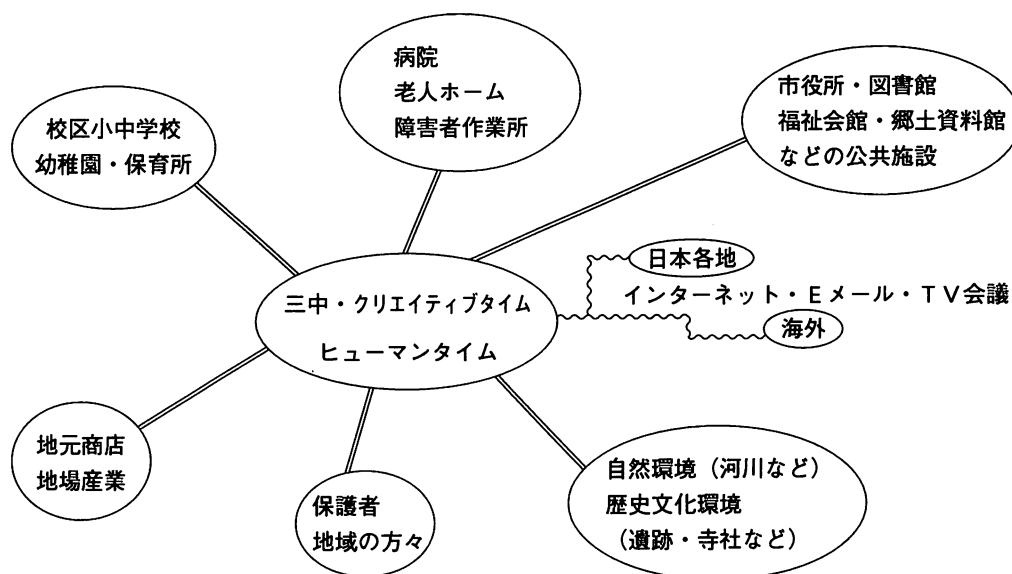 病院
老人ホーム
障害者作業所
市役所・図書館
福祉会館・郷土資料館
などの公共施設
校区小中学校
幼稚園・保育所
日本各地
インターネット・Eメール・TV会議
海外
三中・クリエイティブタイム
ヒューマンタイム
地元商店
地場産業
保護者
地域の方々
自然環境（河川など）
歴史文化環境
（遺跡・寺社など）